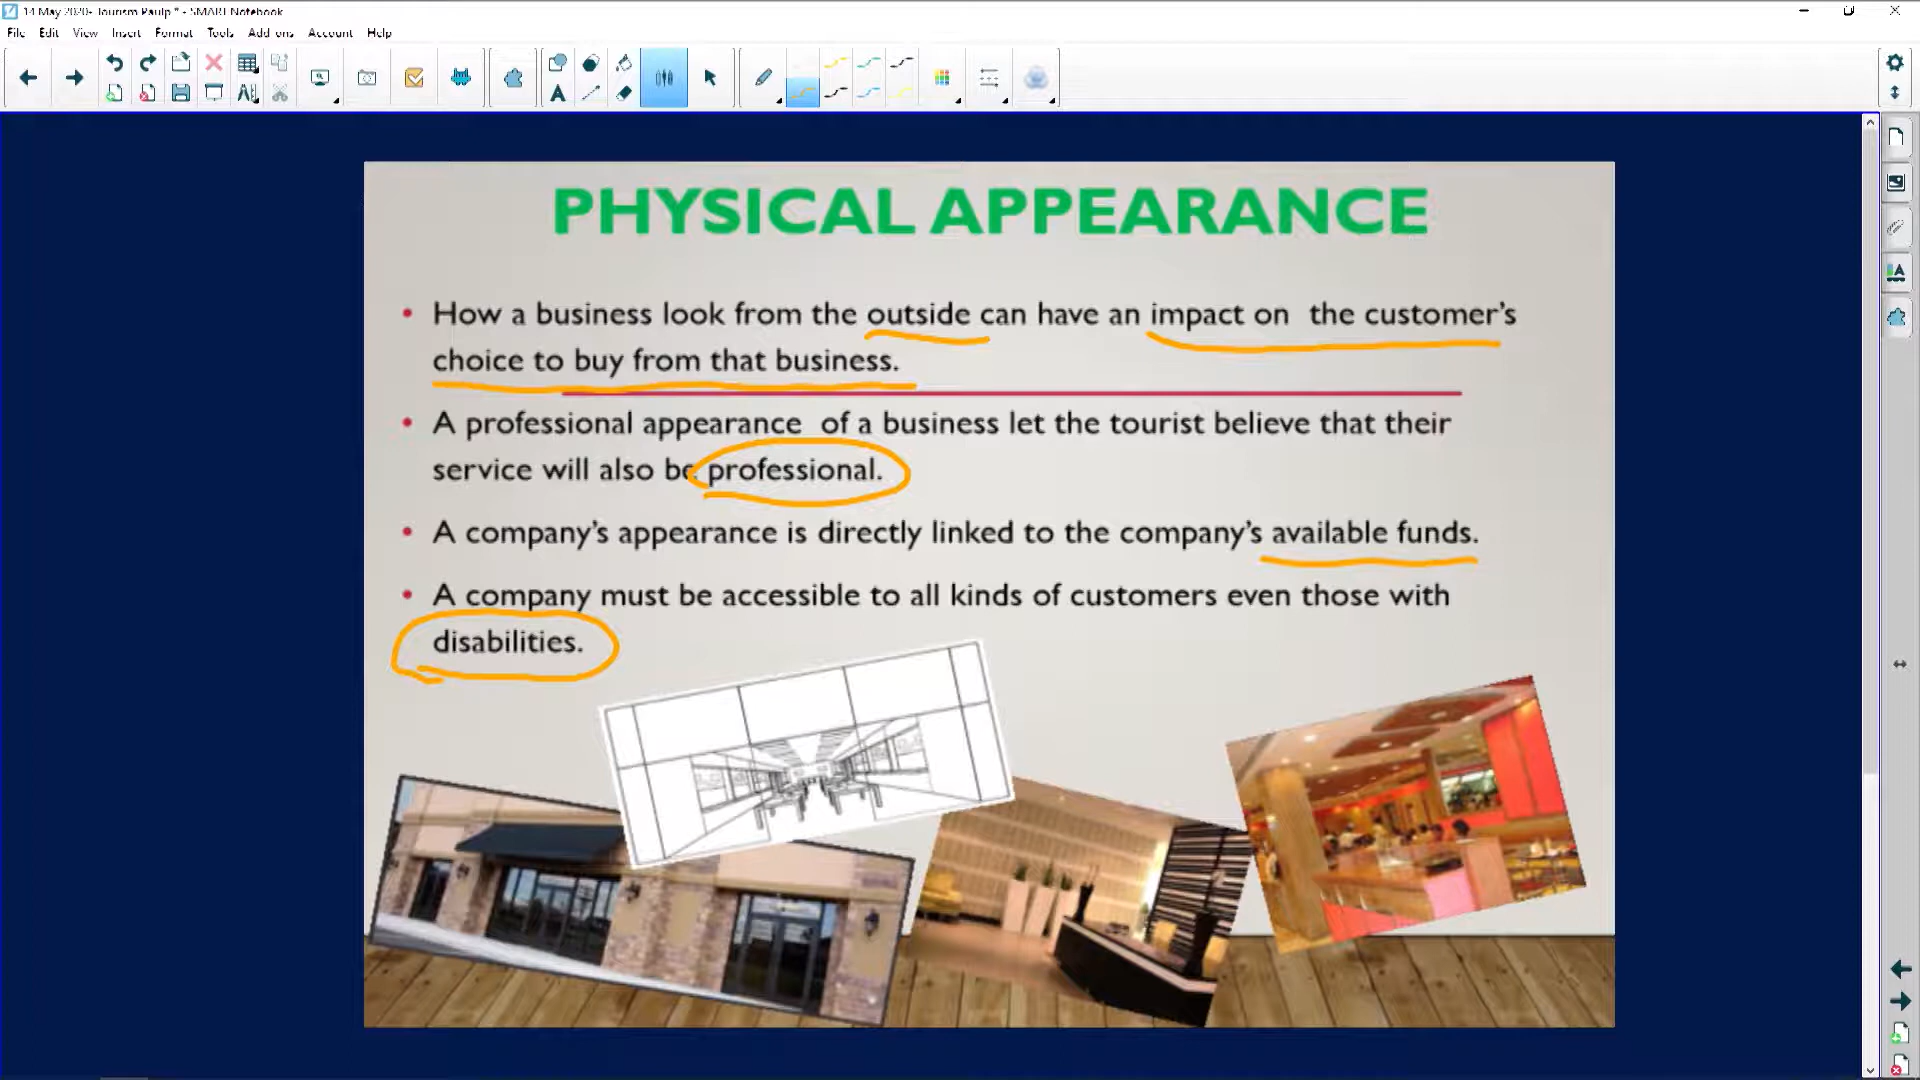 14 May 2020- Tourism Paulp * - SMART Notebook
File Edit View Insert Format Tools Add-ons Account Help
PHYSICAL APPEARANCE
• How a business look from the outside can have an impact on the customer's
choice to buy from that business.
• A professional appearance of a business let the tourist believe that their
service will also be professional.
• A company's appearance is directly linked to the company's available funds.
• A company must be accessible to all kinds of customers even those with
disabilities.